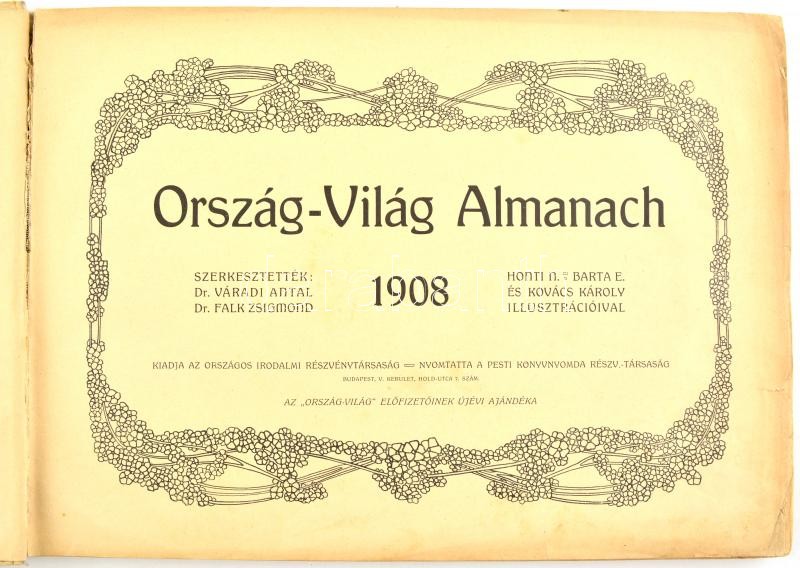 Ország-Világ Almanach
SZERKESZTETTÉK:
Dr. VÁRADI ANTAL
Dr. FALK ZSIGMOND
1908
HONTI N. BARTA E.
ÉS KOVÁCS KÁROLY
ILLUSZTRÁCIÓIVAL
KIADJA AZ ORSZÁGOS IRODALMI RÉSZVÉNYTÁRSASÁG = NYOMTATTA A PESTI KÖNYVNYOMDA RÉSZV.-TÁRSASÁG
BUDAPEST, V. KERÜLET, HOLD-UTCA 7. SZÁM.
AZ „ORSZÁG-VILÁG" ELŐFIZETŐINEK ÚJÉVI AJÁNDÉKA